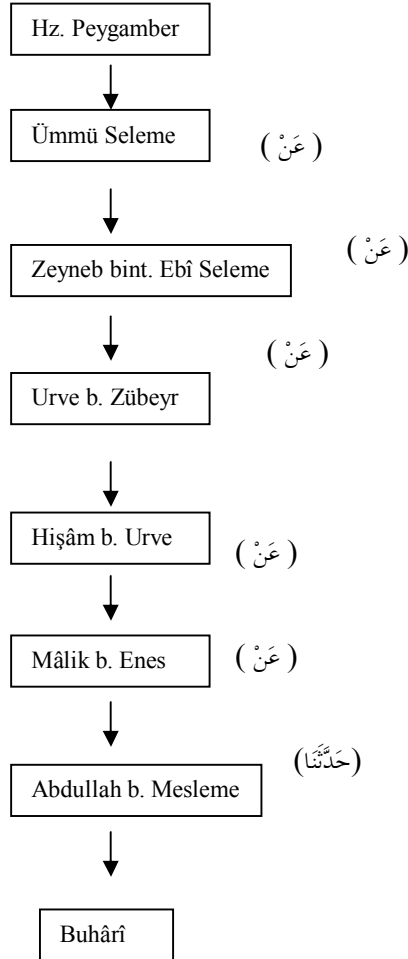 Hz. Peygamber
Ümmü Seleme
( عَنْ )
Zeyneb bint. Ebî Seleme
( عَنْ )
Urve b. Zübeyr
( عَنْ )
Hişâm b. Urve
( عَنْ )
Mâlik b. Enes
( عَنْ )
Abdullah b. Mesleme
(حَدَّثَنَا)
Buhârî